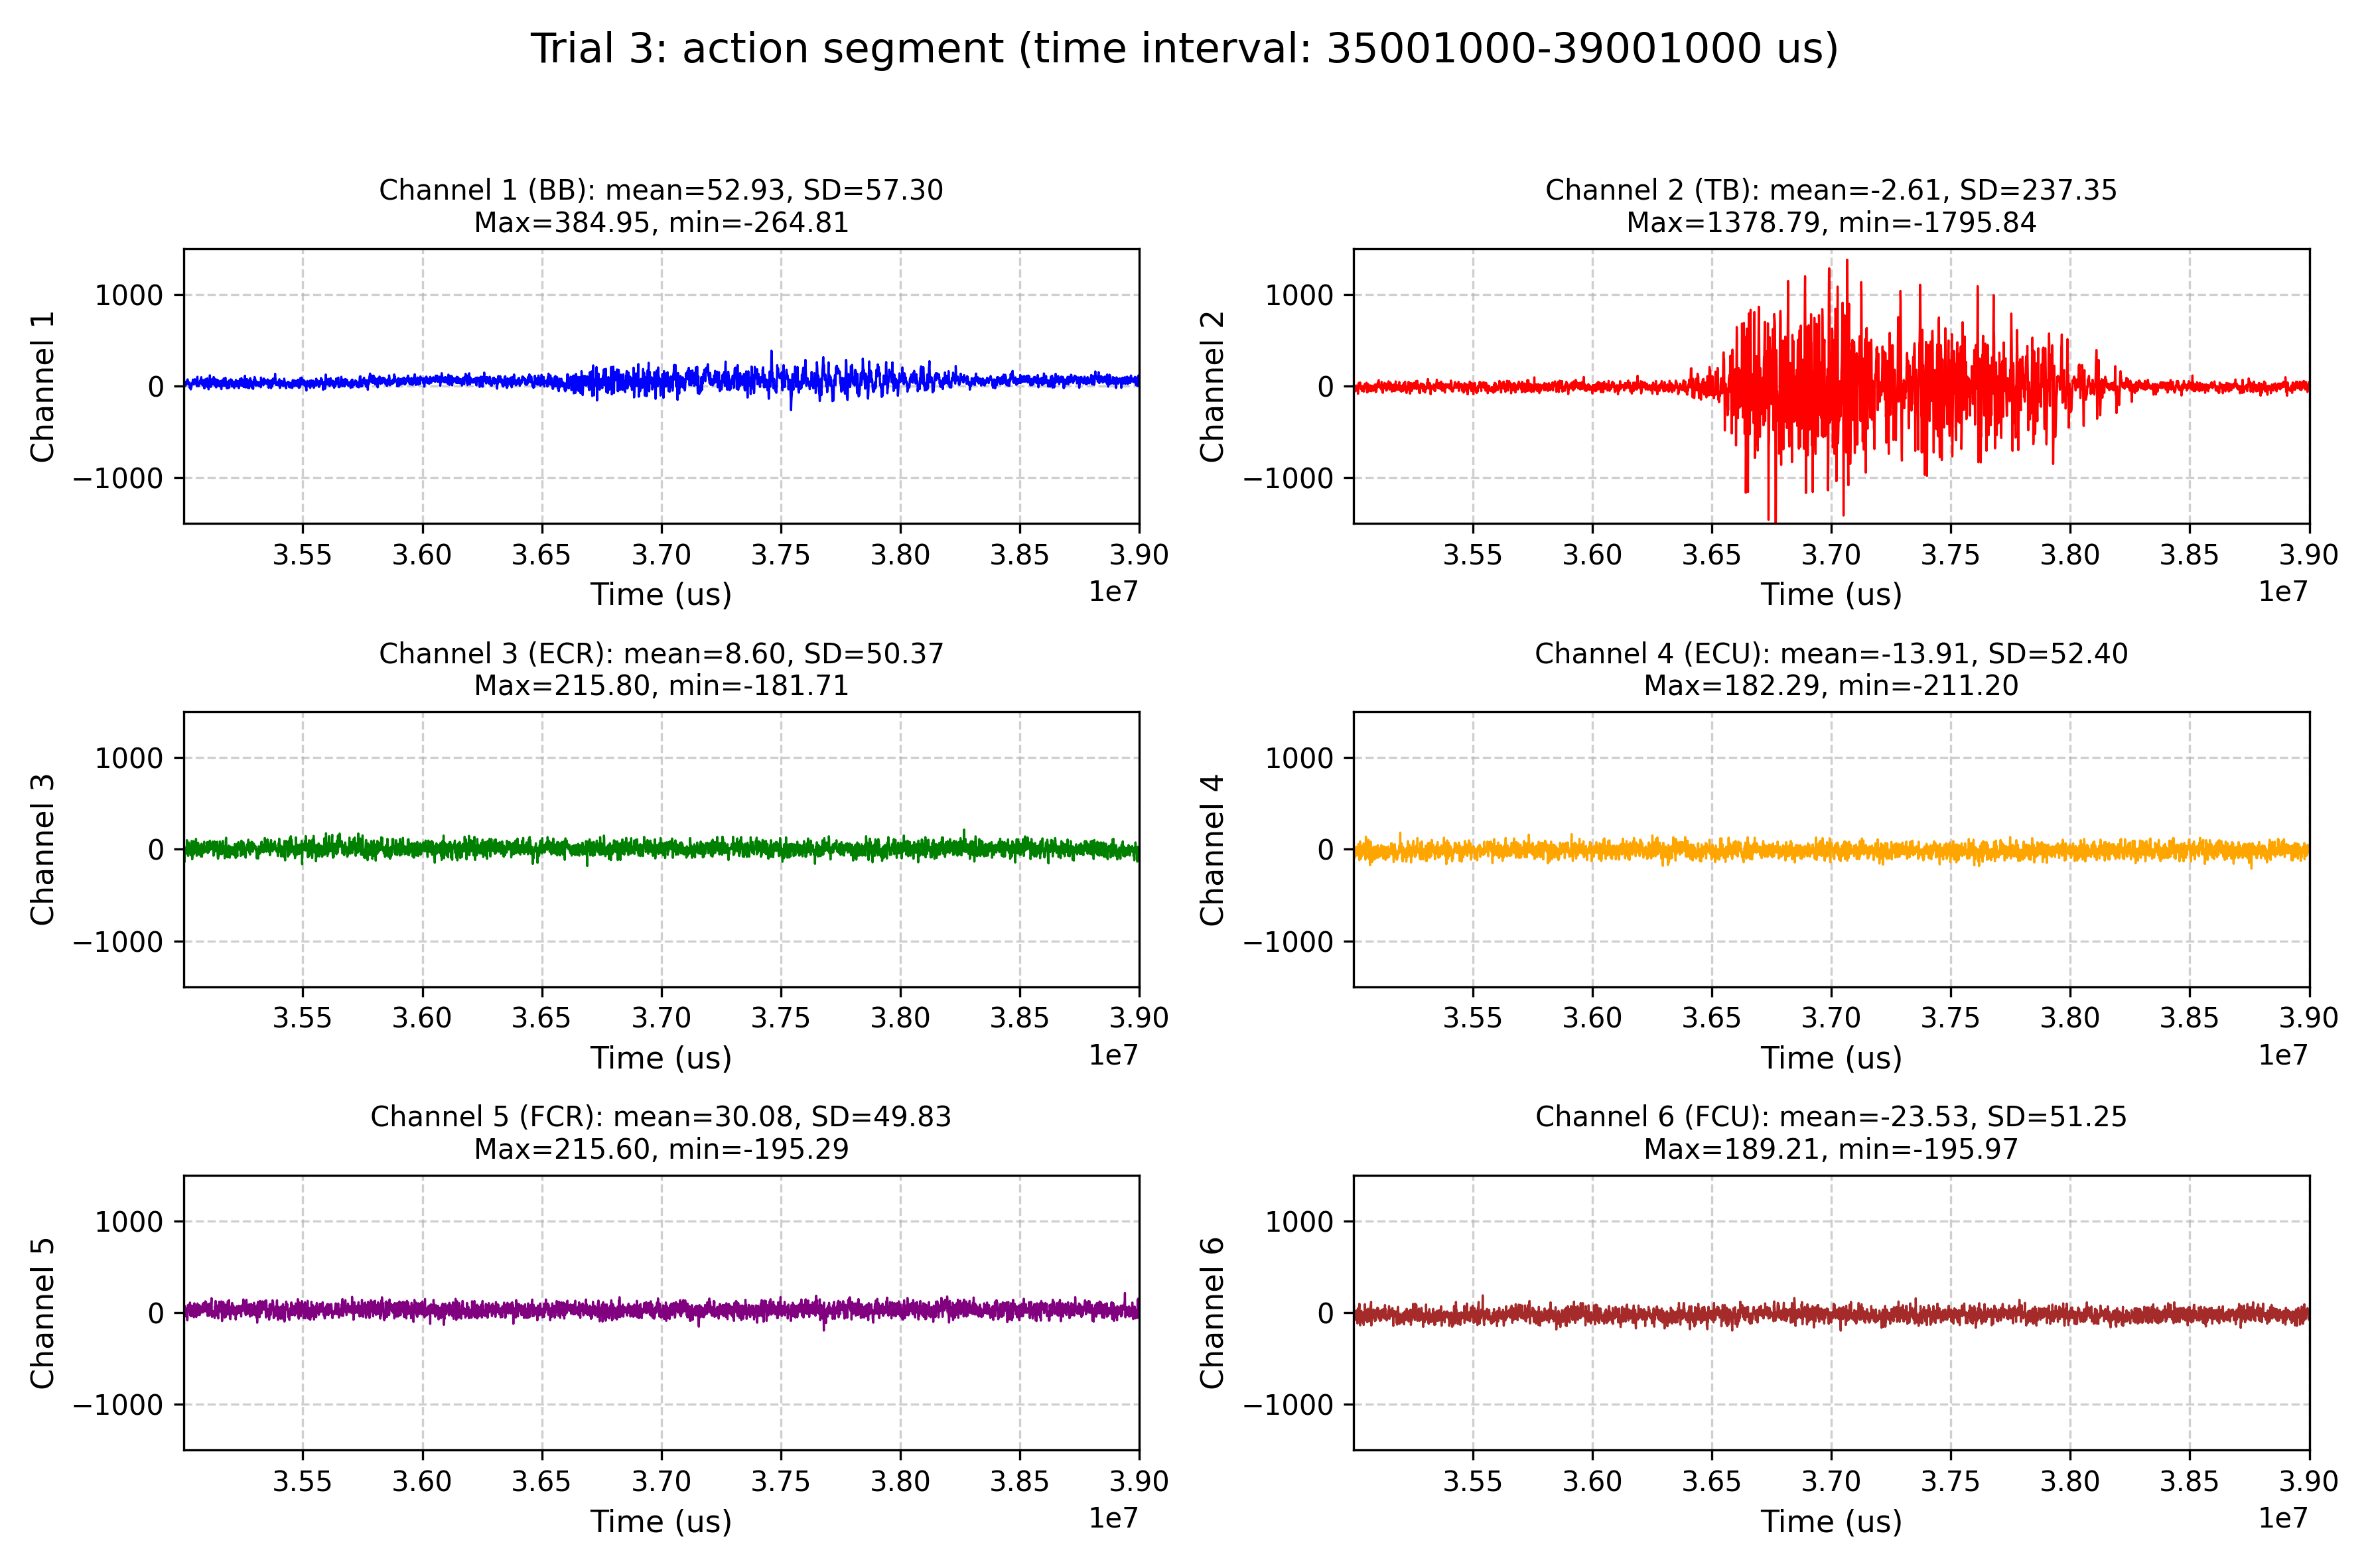 Trial 3: action segment (time interval: 35001000-39001000 us)
Channel 1 (BB): mean=52.93, SD=57.30
Max=384.95, min=-264.81
Channel 1
1000
0
−1000
3.55 3.60 3.65 3.70 3.75 3.80 3.85 3.90
1e7
Time (us)
Channel 2 (TB): mean=-2.61, SD=237.35
Max=1378.79, min=-1795.84
Channel 2
1000
0
−1000
3.55 3.60 3.65 3.70 3.75 3.80 3.85 3.90
1e7
Time (us)
Channel 3 (ECR): mean=8.60, SD=50.37
Max=215.80, min=-181.71
Channel 3
1000
0
−1000
3.55 3.60 3.65 3.70 3.75 3.80 3.85 3.90
1e7
Time (us)
Channel 4 (ECU): mean=-13.91, SD=52.40
Max=182.29, min=-211.20
Channel 4
1000
0
−1000
3.55 3.60 3.65 3.70 3.75 3.80 3.85 3.90
1e7
Time (us)
Channel 5 (FCR): mean=30.08, SD=49.83
Max=215.60, min=-195.29
Channel 5
1000
0
−1000
3.55 3.60 3.65 3.70 3.75 3.80 3.85 3.90
1e7
Time (us)
Channel 6 (FCU): mean=-23.53, SD=51.25
Max=189.21, min=-195.97
Channel 6
1000
0
−1000
3.55 3.60 3.65 3.70 3.75 3.80 3.85 3.90
1e7
Time (us)